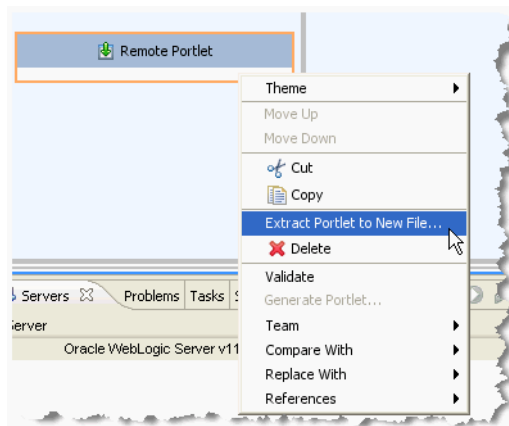 Remote Portlet
Theme
Move Up
Move Down
Cut
Copy
Extract Portlet to New File...
Delete
Validate
Generate Portlet...
Team
Compare With
Replace With
References
Servers Problems Tasks
Oracle WebLogic Server v11